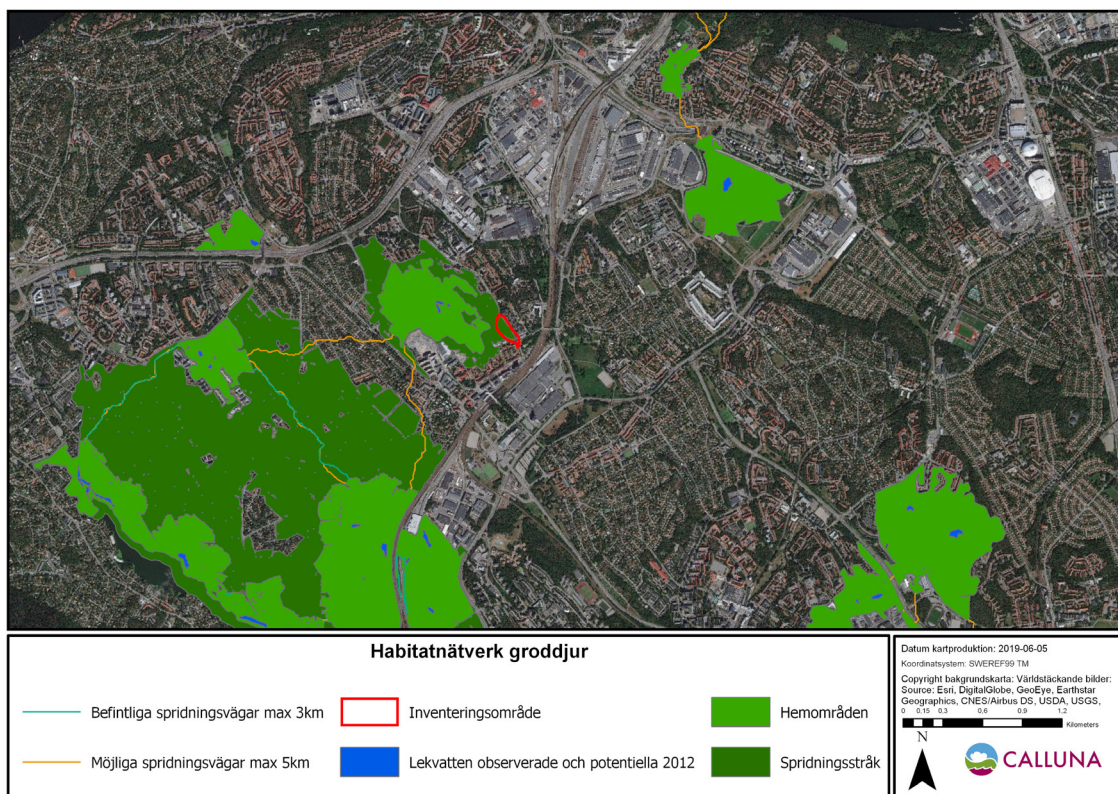 Habitatnätverk groddjur
Befintliga spridningsvägar max 3km
Inventeringsområde
Hemområden
Möjliga spridningsvägar max 5km
Lekvatten observerade och potentiella 2012
Spridningsstråk
Datum kartproduktion: 2019-06-05
Koordinatsystem: SWEREF99 TM
Copyright bakgrundskarta: Världstäckande bilder:
Source: Esri, DigitalGlobe, GeoEye, Earthstar
Geographics, CNES/Airbus DS, USDA, USGS,
0 0.15 0.3 0.6 0.9 1.2
Kilometers
N
CALLUNA